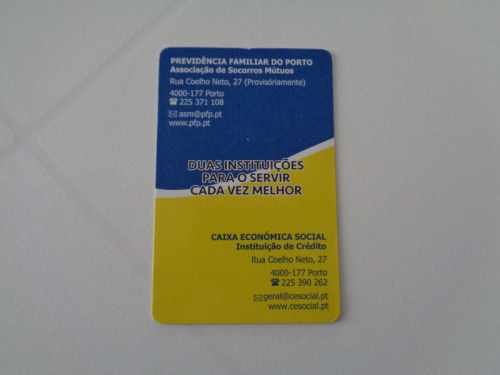 PREVIDÊNCIA FAMILIAR DO PORTO
Associação de Socorros Mútuos
Rua Coelho Neto, 27 (Provisóriamente)
4000-177 Porto
☎ 225 371 108
✉ asm@pfp.pt
www.pfp.pt
DUAS INSTITUIÇÕES
PARA O SERVIR
CADA VEZ MELHOR
CAIXA ECONÓMICA SOCIAL
Instituição de Crédito
Rua Coelho Neto, 27
4000-177 Porto
☎ 225 390 262
✉ geral@cesocial.pt
www.cesocial.pt